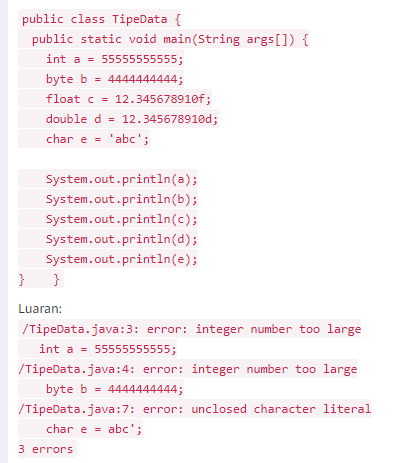 public class TipeData {
public static void main(String args[]) {
int a = 55555555555;
byte b = 4444444444;
float c = 12.345678910f;
double d = 12.345678910d;
char e = 'abc';
System.out.println(a);
System.out.println(b);
System.out.println(c);
System.out.println(d);
System.out.println(e);
} }
Luaran:
/TipeData.java:3: error: integer number too large
int a = 55555555555;
/TipeData.java:4: error: integer number too large
byte b = 4444444444;
/TipeData.java:7: error: unclosed character literal
char e = abc';
3 errors